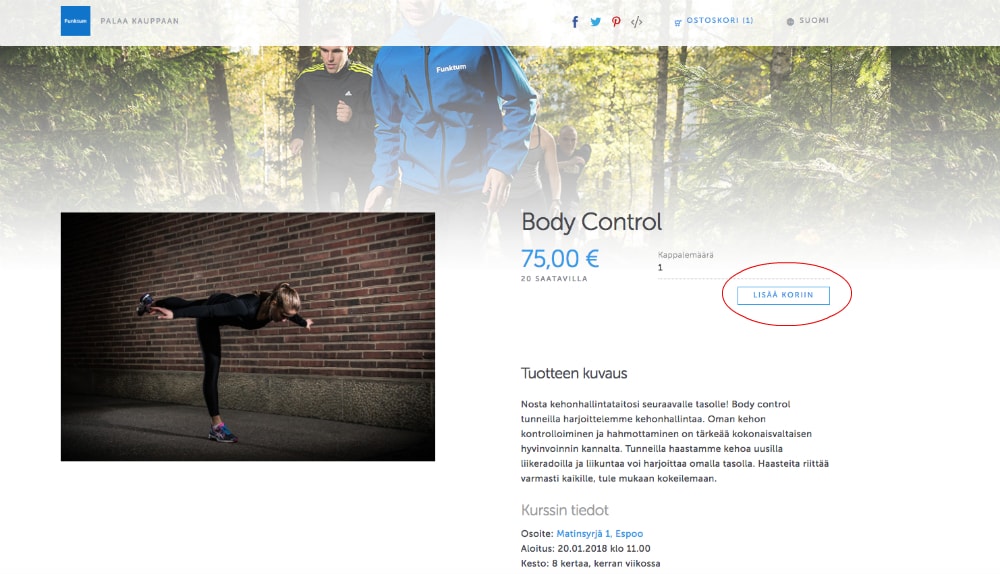 Funktum
PALAA KAUPPAAN
OSTOSKORI (1)
SUOMI
Funktum
adidas
Body Control
75,00 €
20 SAATAVILLA
Kappalemäärä
1
LISÄÄ KORIIN
Tuotteen kuvaus
Nosta kehonhallintataitosi seuraavalle tasolle! Body control
tunneilla harjoittelemme kehonhallintaa. Oman kehon
kontrolloiminen ja hahmottaminen on tärkeää kokonaisvaltaisen
hyvinvoinnin kannalta. Tunneilla haastamme kehoa uusilla
liikeradoilla ja liikuntaa voi harjoittaa omalla tasolla. Haasteita riittää
varmasti kaikille, tule mukaan kokeilemaan.
Kurssin tiedot
Osoite: Matinsyrjä 1, Espoo
Aloitus: 20.01.2018 klo 11.00
Kesto: 8 kertaa, kerran viikossa